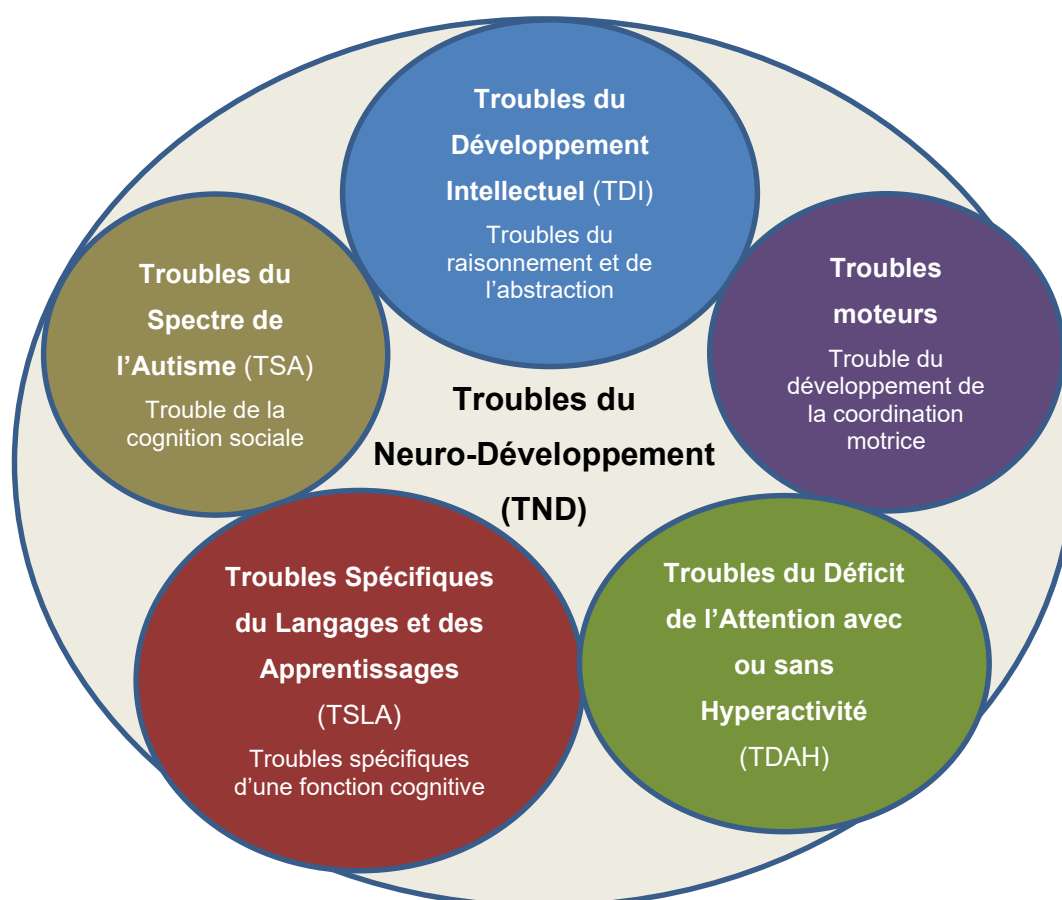 Troubles du
Développement
Intellectuel (TDI)
Troubles du
raisonnement et de
l'abstraction
Troubles du
Spectre de
l'Autisme (TSA)
Trouble de la
cognition sociale
Troubles
moteurs
Trouble du
développement de
la coordination
motrice
Troubles du
Neuro-Développement
(TND)
Troubles Spécifiques
du Langages et des
Apprentissages
(TSLA)
Troubles spécifiques
d'une fonction cognitive
Troubles du Déficit
de l'Attention avec
ou sans
Hyperactivité
(TDAH)